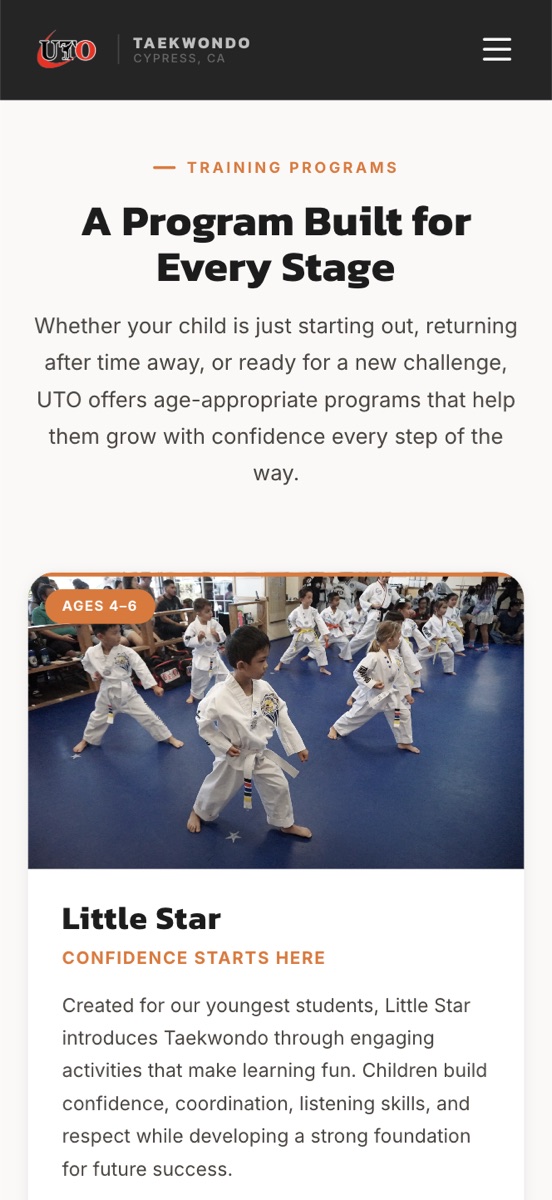 UTO
TAEKWONDO
CYPRESS, CA
TRAINING PROGRAMS
A Program Built for
Every Stage
Whether your child is just starting out, returning
after time away, or ready for a new challenge,
UTO offers age-appropriate programs that help
them grow with confidence every step of the
way.
AGES 4–6
Little Star
CONFIDENCE STARTS HERE
Created for our youngest students, Little Star
introduces Taekwondo through engaging
activities that make learning fun. Children build
confidence, coordination, listening skills, and
respect while developing a strong foundation
for future success.